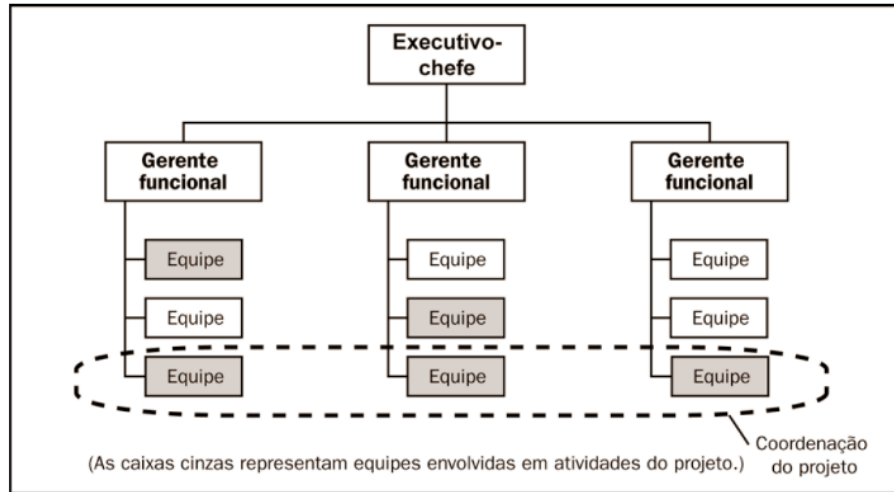 Executivo-
chefe
Gerente
funcional
Gerente
funcional
Gerente
funcional
Equipe
Equipe
Equipe
Equipe
Equipe
Equipe
Equipe
Equipe
Equipe
Coordenação
do projeto
(As caixas cinzas representam equipes envolvidas em atividades do projeto.)